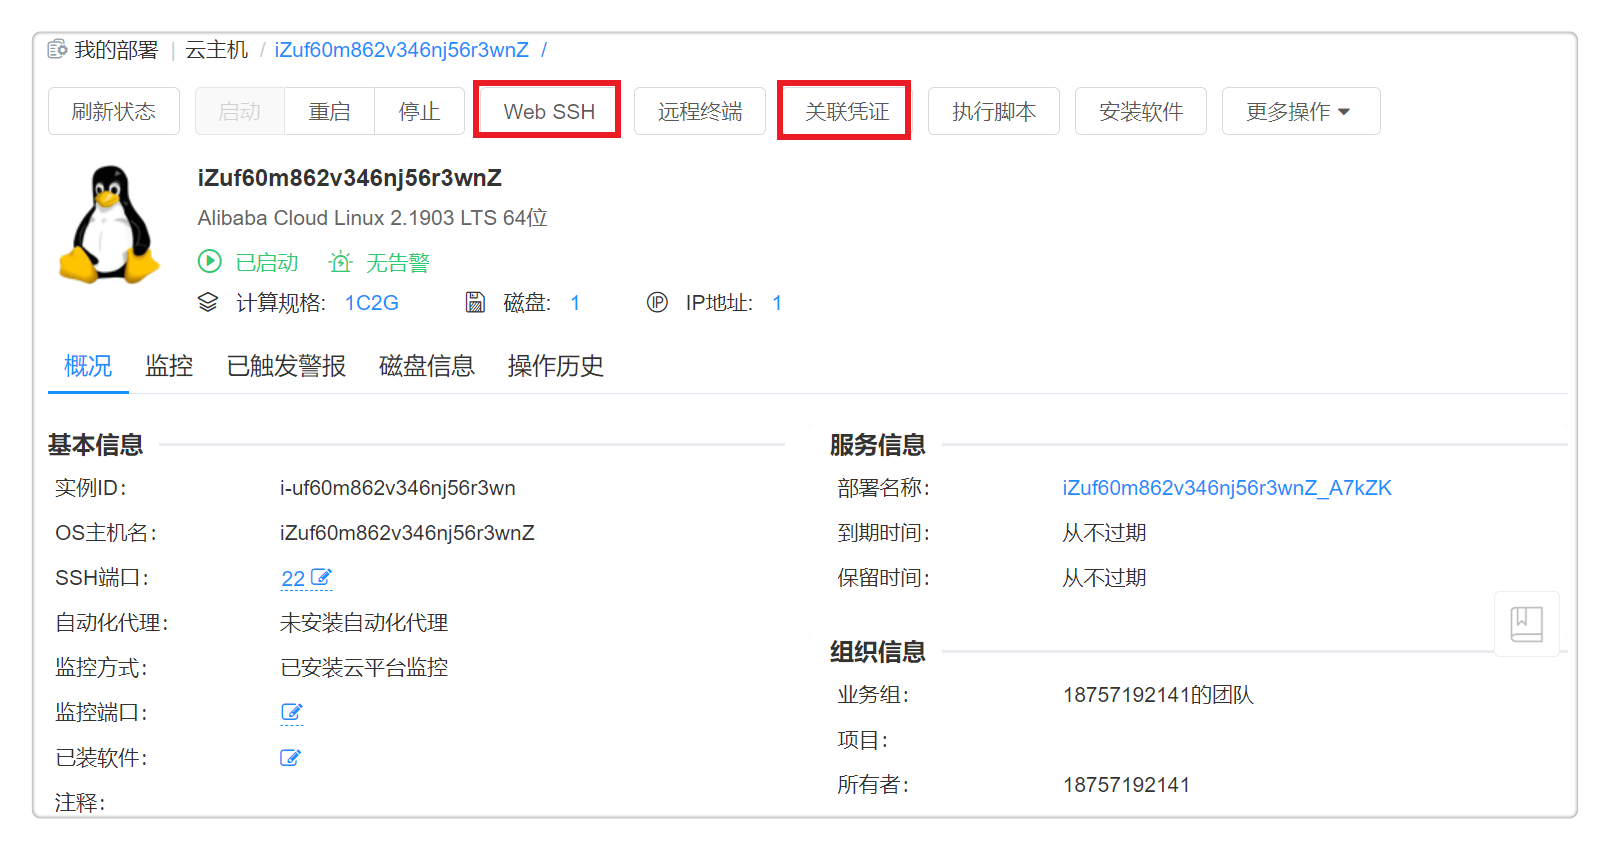 我的部署 | 云主机 / iZuf60m862v346nj56r3wnZ /
刷新状态 启动 重启 停止 Web SSH 远程终端 关联凭证 执行脚本 安装软件 更多操作
iZuf60m862v346nj56r3wnZ
Alibaba Cloud Linux 2.1903 LTS 64位
已启动 无告警
计算规格: 1C2G 磁盘: 1 IP地址: 1
概况 监控 已触发警报 磁盘信息 操作历史
基本信息
实例ID: i-uf60m862v346nj56r3wn
OS主机名: iZuf60m862v346nj56r3wnZ
SSH端口: 22
自动化代理: 未安装自动化代理
监控方式: 已安装云平台监控
监控端口:
已装软件:
注释:
服务信息
部署名称: iZuf60m862v346nj56r3wnZ_A7kZK
到期时间: 从不过期
保留时间: 从不过期
组织信息
业务组: 18757192141的团队
项目:
所有者: 18757192141